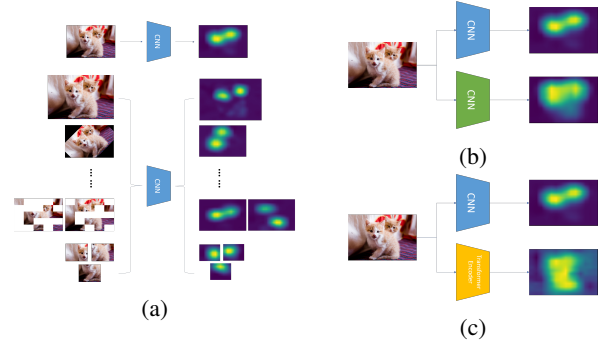 CNN
CNN
(a)
CNN
CNN
(b)
CNN
Transformer
Encoder
(c)